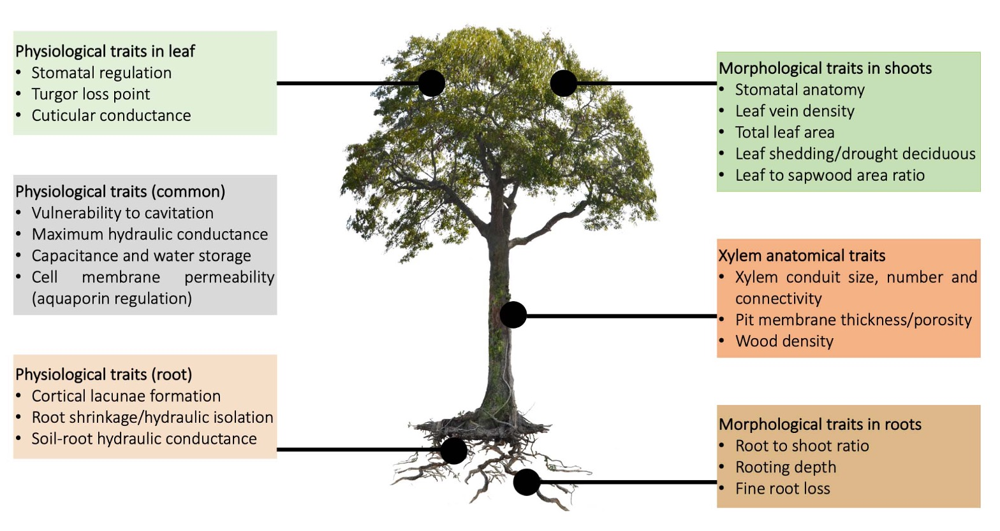 Physiological traits in leaf
• Stomatal regulation
• Turgor loss point
• Cuticular conductance
Physiological traits (common)
• Vulnerability to cavitation
• Maximum hydraulic conductance
• Capacitance and water storage
• Cell membrane permeability
(aquaporin regulation)
Physiological traits (root)
• Cortical lacunae formation
• Root shrinkage/hydraulic isolation
• Soil-root hydraulic conductance
Morphological traits in shoots
• Stomatal anatomy
• Leaf vein density
• Total leaf area
• Leaf shedding/drought deciduous
• Leaf to sapwood area ratio
Xylem anatomical traits
• Xylem conduit size, number and
connectivity
• Pit membrane thickness/porosity
• Wood density
Morphological traits in roots
• Root to shoot ratio
• Rooting depth
• Fine root loss